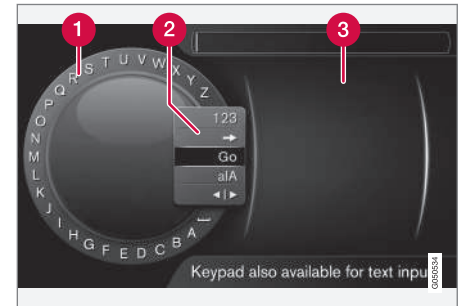 1
2
3
A B C D E F G H I J K L M N O P Q R S T U V W X Y Z
123
➞
Go
a|A
◂|▸
Keypad also available for text input
G050534